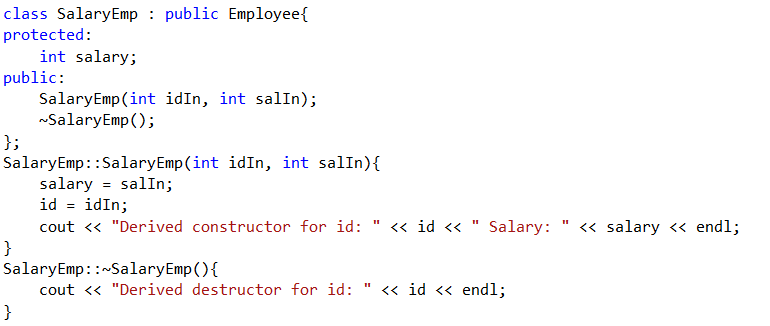 class SalaryEmp : public Employee{
protected:
    int salary;
public:
    SalaryEmp(int idIn, int salIn);
    ~SalaryEmp();
};
SalaryEmp::SalaryEmp(int idIn, int salIn){
    salary = salIn;
    id = idIn;
    cout << "Derived constructor for id: " << id << " Salary: " << salary << endl;
}
SalaryEmp::~SalaryEmp(){
    cout << "Derived destructor for id: " << id << endl;
}